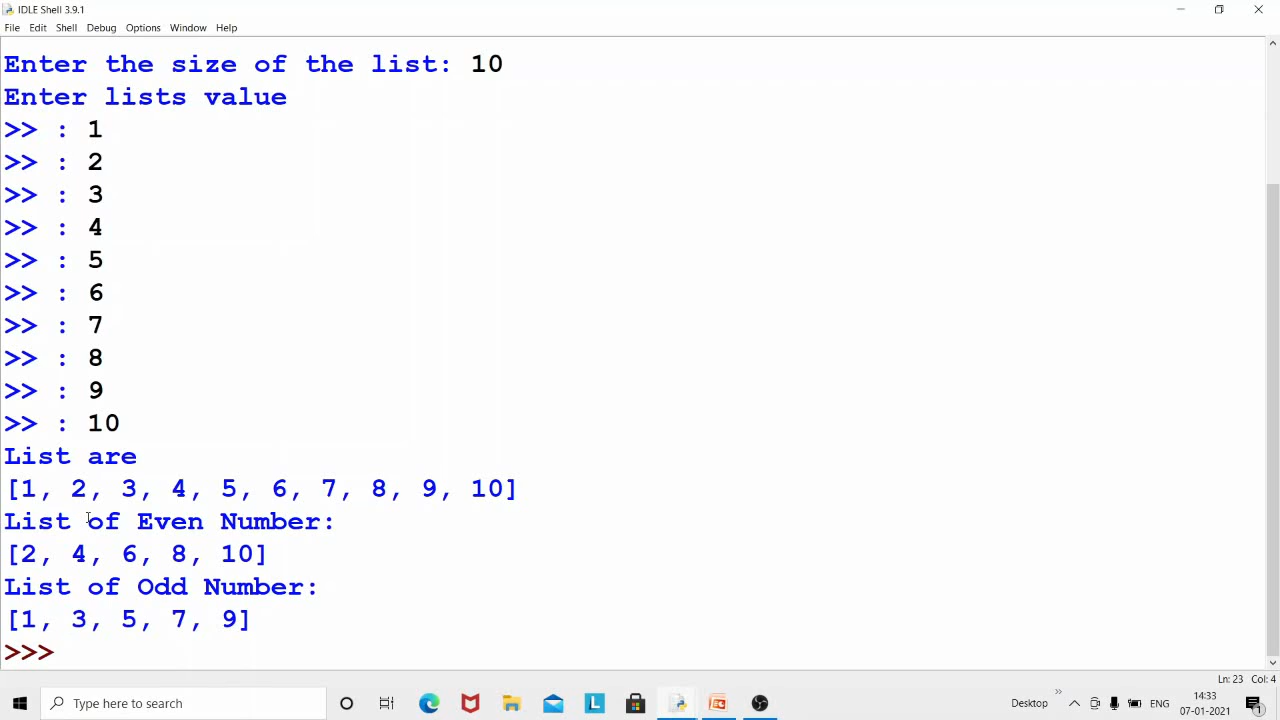 IDLE Shell 3.9.1
File Edit Shell Debug Options Window Help
Enter the size of the list: 10
Enter lists value
>> : 1
>> : 2
>> : 3
>> : 4
>> : 5
>> : 6
>> : 7
>> : 8
>> : 9
>> : 10
List are
[1, 2, 3, 4, 5, 6, 7, 8, 9, 10]
List of Even Number:
[2, 4, 6, 8, 10]
List of Odd Number:
[1, 3, 5, 7, 9]
>>>
Ln: 23 Col: 4
Type here to search
Desktop
ENG
14:33
07-01-2021
1